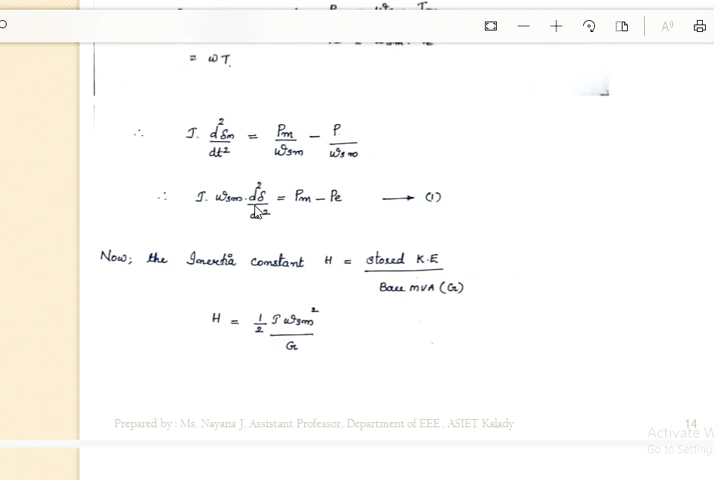 = ωT.
∴ J. d²δm/dt² = Pm/ωsm − P/ωsm
∴ J. ωsm. d²δ/dt² = Pm − Pe ⟶ (1)
Now; the Inertia constant H = stored K.E / Base MVA (G)
H = ½ J ωsm² / G
Prepared by : Ms. Nayana J, Assistant Professor, Department of EEE , ASIET Kalady
14
Activate W
Go to Setting